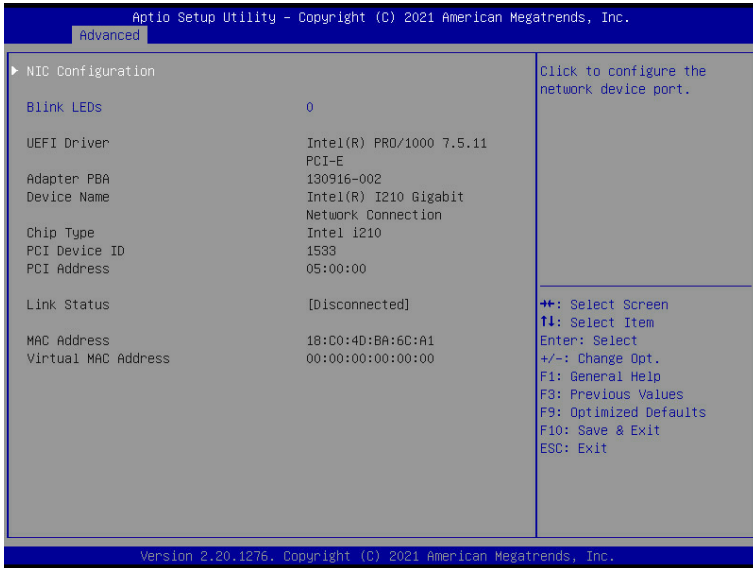 Aptio Setup Utility – Copyright (C) 2021 American Megatrends, Inc.
Advanced
▶ NIC Configuration
Blink LEDs 0
UEFI Driver Intel(R) PRO/1000 7.5.11
PCI-E
Adapter PBA 130916-002
Device Name Intel(R) I210 Gigabit
Network Connection
Chip Type Intel i210
PCI Device ID 1533
PCI Address 05:00:00
Link Status [Disconnected]
MAC Address 18:C0:4D:BA:6C:A1
Virtual MAC Address 00:00:00:00:00:00
Click to configure the
network device port.
→←: Select Screen
↑↓: Select Item
Enter: Select
+/-: Change Opt.
F1: General Help
F3: Previous Values
F9: Optimized Defaults
F10: Save & Exit
ESC: Exit
Version 2.20.1276. Copyright (C) 2021 American Megatrends, Inc.